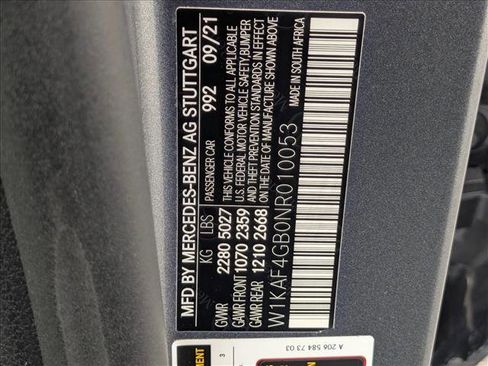 MFD BY MERCEDES-BENZ AG STUTTGART
PASSENGER CAR 992 09/21
KG LBS
GVWR 2280 5027
GAWR FRONT 1070 2359
GAWR REAR 1210 2668
THIS VEHICLE CONFORMS TO ALL APPLICABLE
U.S. FEDERAL MOTOR VEHICLE SAFETY, BUMPER
AND THEFT PREVENTION STANDARDS IN EFFECT
ON THE DATE OF MANUFACTURE SHOWN ABOVE
W1KAF4GB0NR010053
MADE IN SOUTH AFRICA
A 206 584 73 03
3